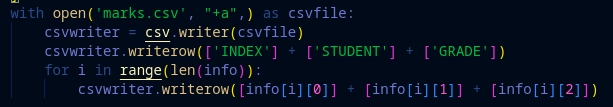 with open('marks.csv', "+a",) as csvfile:
    csvwriter = csv.writer(csvfile)
    csvwriter.writerow(['INDEX'] + ['STUDENT'] + ['GRADE'])
    for i in range(len(info)):
        csvwriter.writerow([info[i][0]] + [info[i][1]] + [info[i][2]])